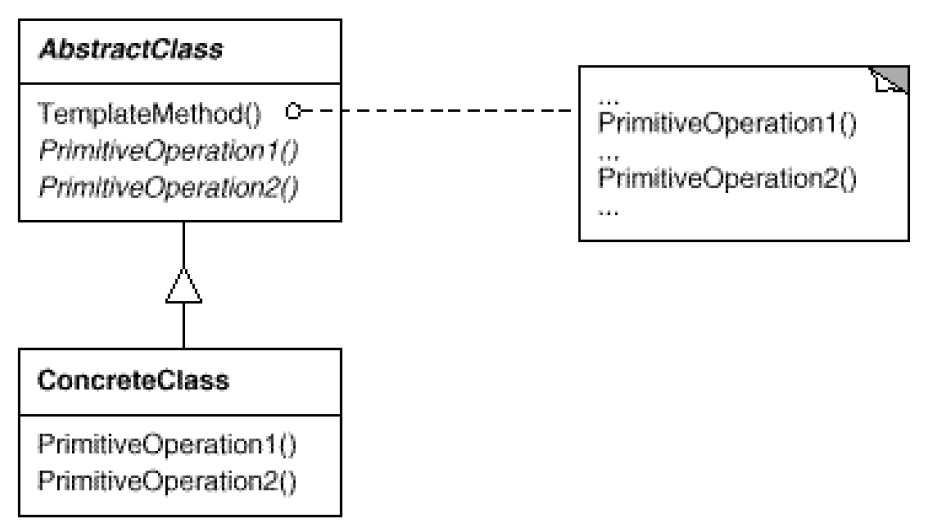 AbstractClass
TemplateMethod()
PrimitiveOperation1()
PrimitiveOperation2()
...
PrimitiveOperation1()
...
PrimitiveOperation2()
...
ConcreteClass
PrimitiveOperation1()
PrimitiveOperation2()